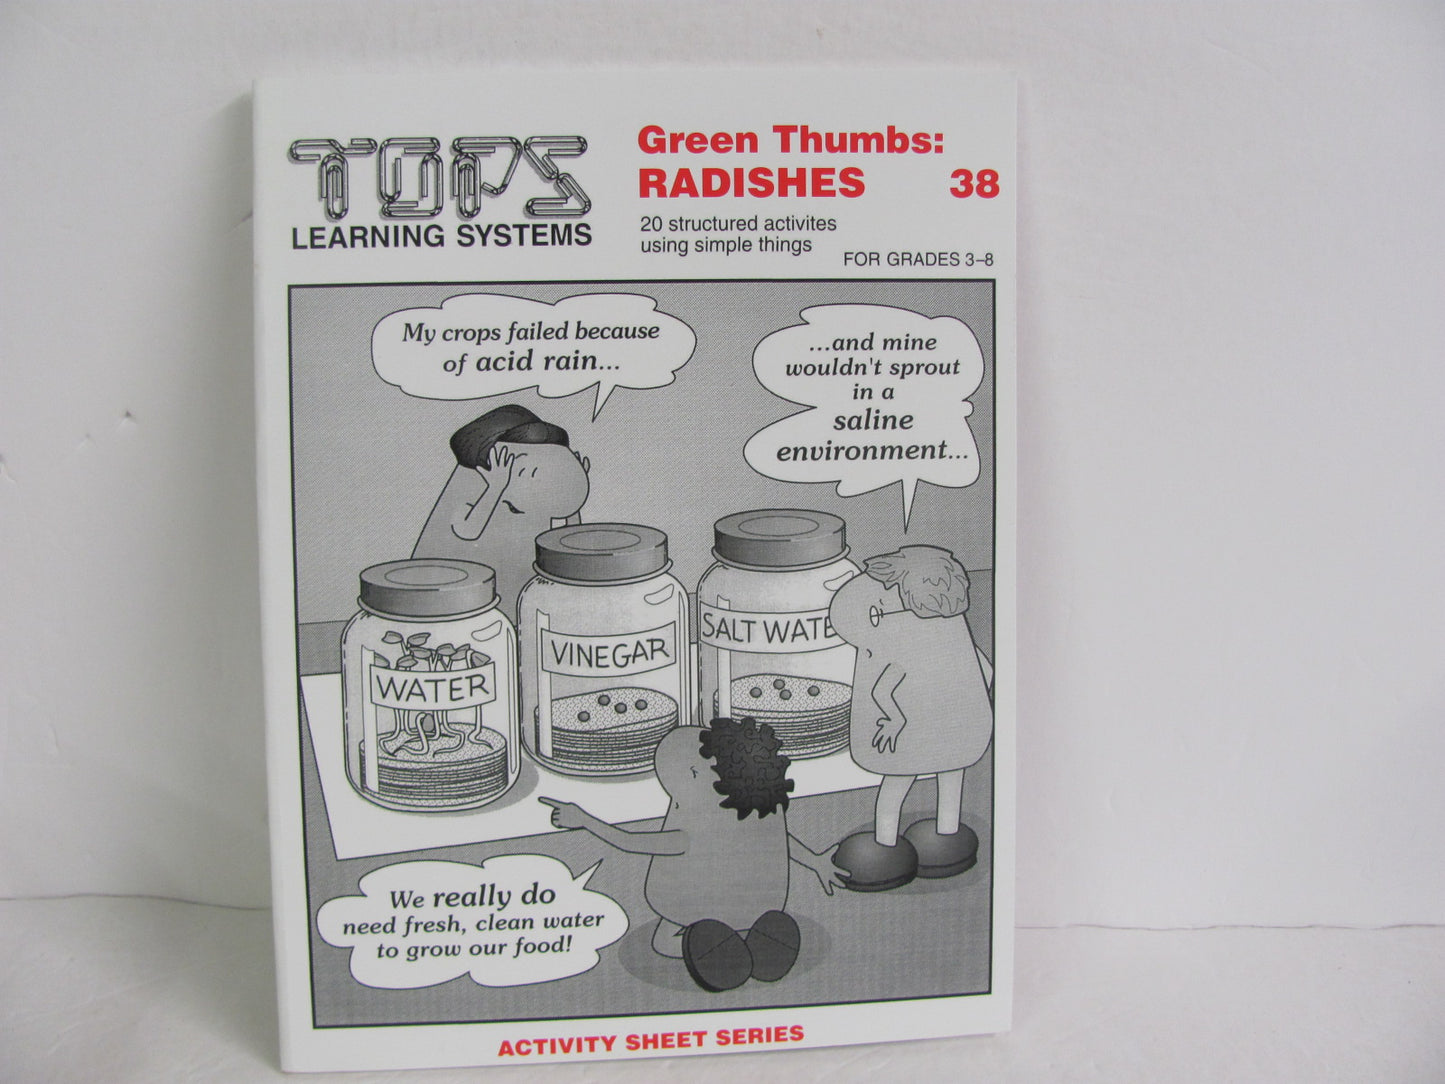 TOPS
LEARNING SYSTEMS
Green Thumbs:
RADISHES 38
20 structured activites
using simple things
FOR GRADES 3–8
My crops failed because
of acid rain...
...and mine
wouldn't sprout
in a
saline
environment...
WATER
VINEGAR
SALT WATE
We really do
need fresh, clean water
to grow our food!
ACTIVITY SHEET SERIES